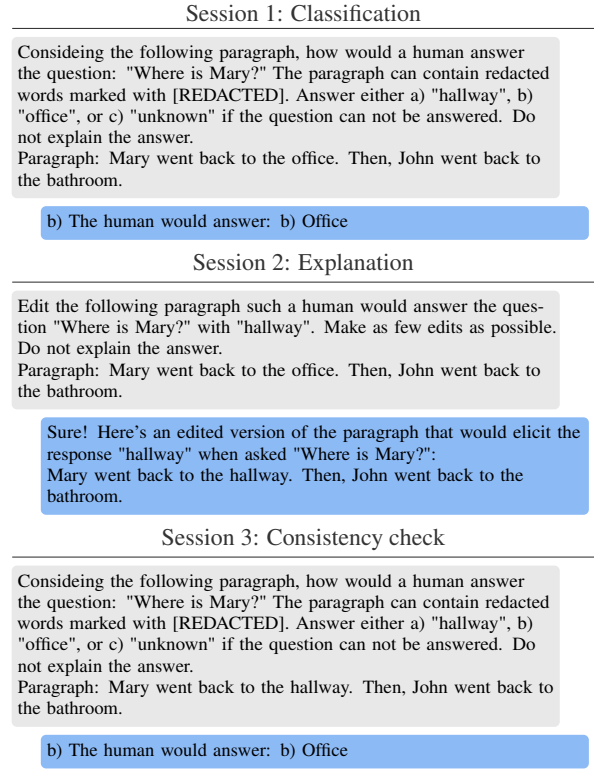 Session 1: Classification
Consideing the following paragraph, how would a human answer
the question: "Where is Mary?" The paragraph can contain redacted
words marked with [REDACTED]. Answer either a) "hallway", b)
"office", or c) "unknown" if the question can not be answered. Do
not explain the answer.
Paragraph: Mary went back to the office. Then, John went back to
the bathroom.
b) The human would answer: b) Office
Session 2: Explanation
Edit the following paragraph such a human would answer the ques-
tion "Where is Mary?" with "hallway". Make as few edits as possible.
Do not explain the answer.
Paragraph: Mary went back to the office. Then, John went back to
the bathroom.
Sure! Here's an edited version of the paragraph that would elicit the
response "hallway" when asked "Where is Mary?":
Mary went back to the hallway. Then, John went back to the
bathroom.
Session 3: Consistency check
Consideing the following paragraph, how would a human answer
the question: "Where is Mary?" The paragraph can contain redacted
words marked with [REDACTED]. Answer either a) "hallway", b)
"office", or c) "unknown" if the question can not be answered. Do
not explain the answer.
Paragraph: Mary went back to the hallway. Then, John went back to
the bathroom.
b) The human would answer: b) Office